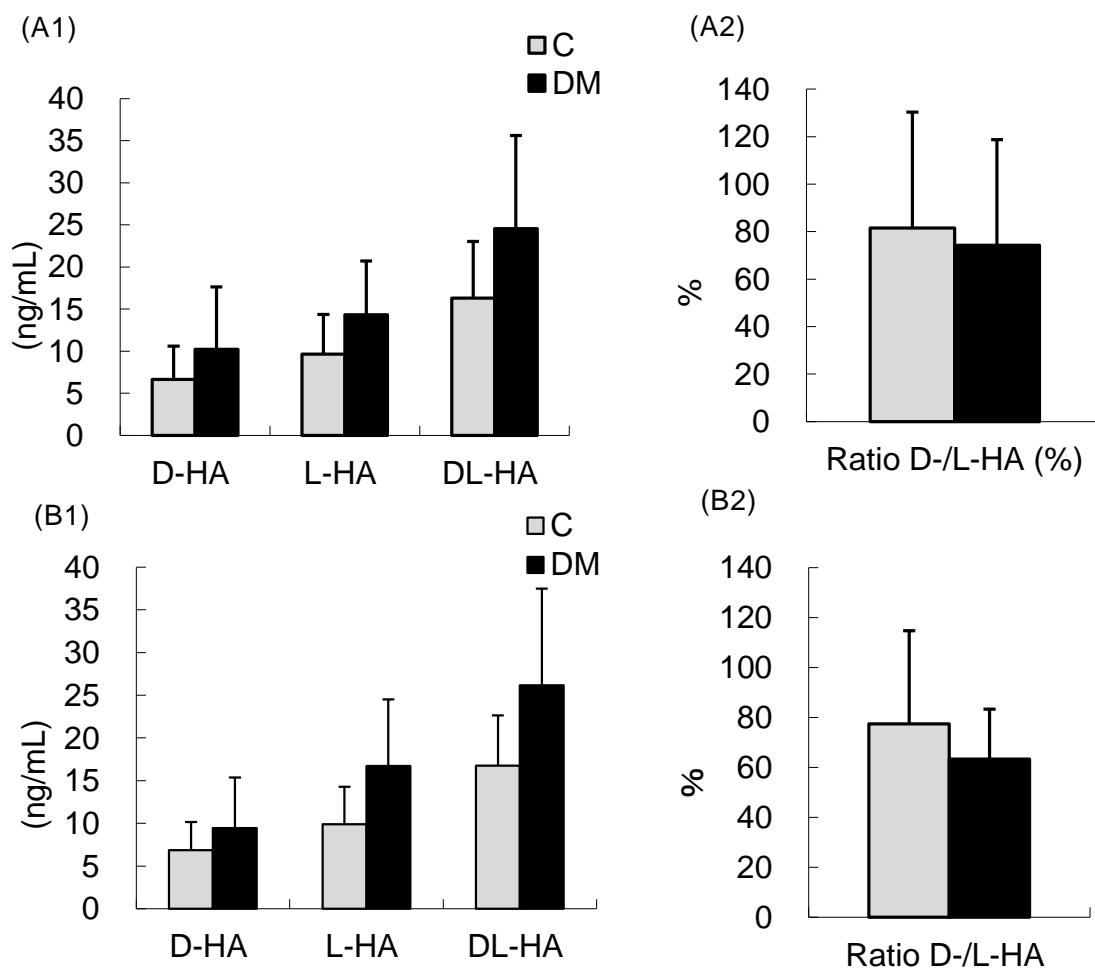 (A1)
C
DM
40
35
30
25
20
15
10
5
0
(ng/mL)
D-HA
L-HA
DL-HA
(A2)
140
120
100
80
60
40
20
0
%
Ratio D-/L-HA (%)
(B1)
C
DM
40
35
30
25
20
15
10
5
0
(ng/mL)
D-HA
L-HA
DL-HA
(B2)
140
120
100
80
60
40
20
0
%
Ratio D-/L-HA